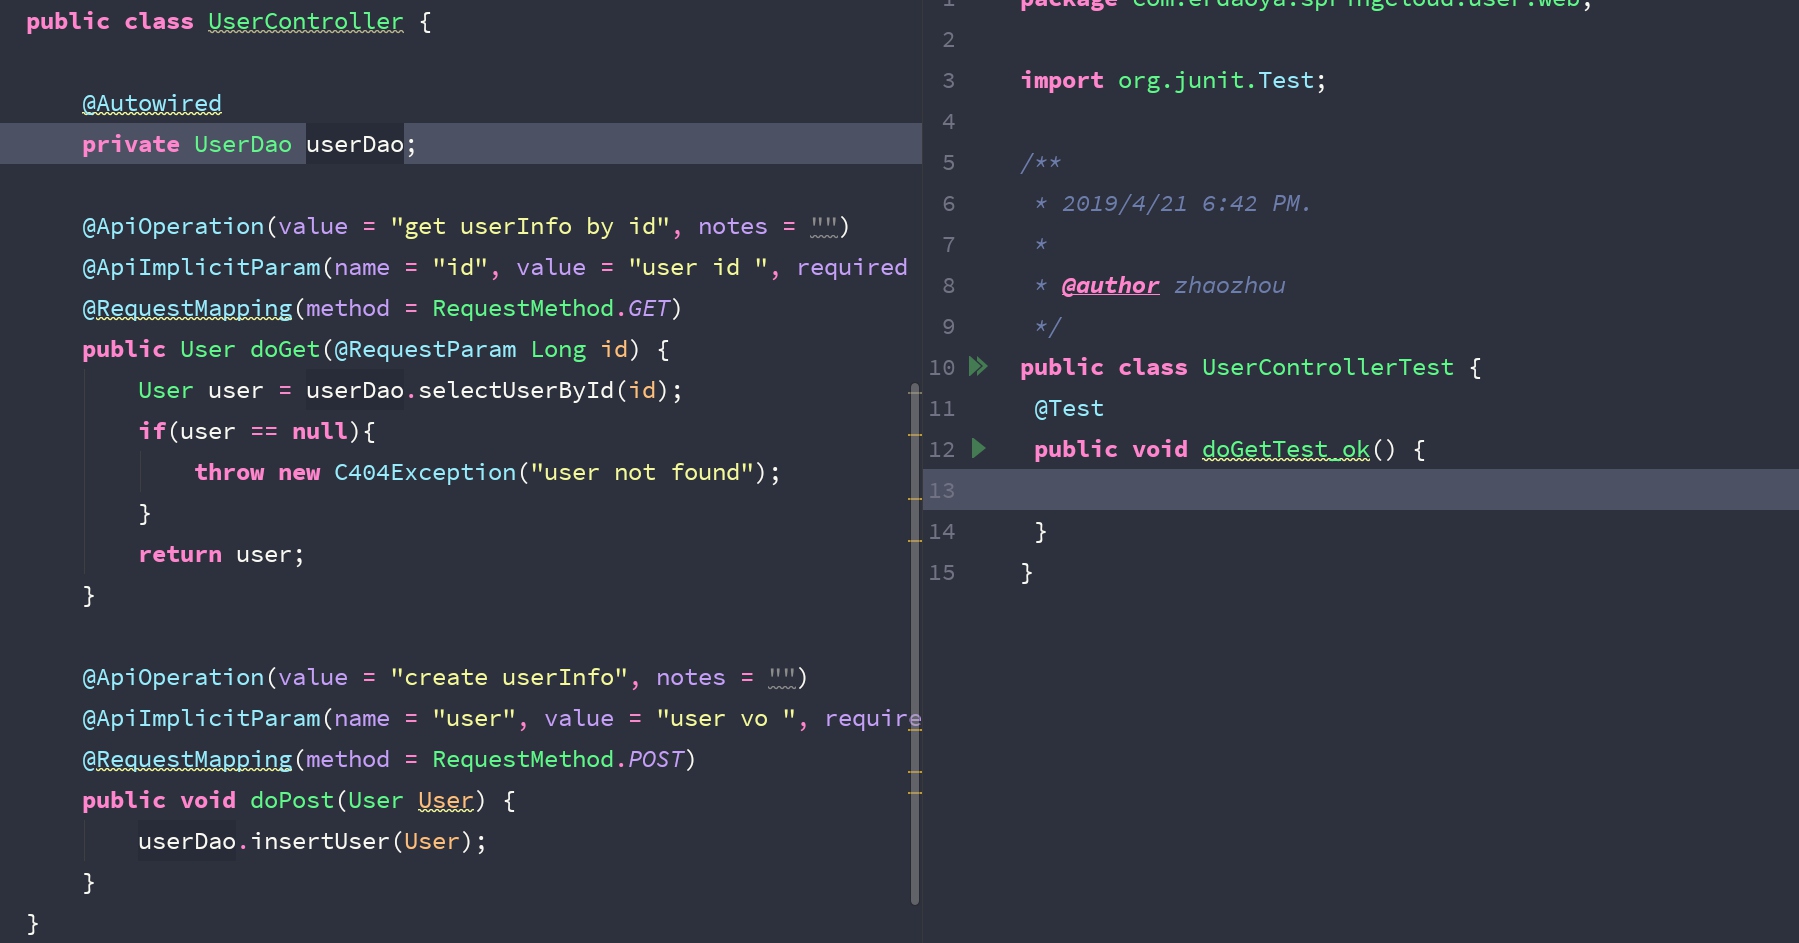 public class UserController {
@Autowired
private UserDao userDao;
@ApiOperation(value = "get userInfo by id", notes = "")
@ApiImplicitParam(name = "id", value = "user id ", required
@RequestMapping(method = RequestMethod.GET)
public User doGet(@RequestParam Long id) {
User user = userDao.selectUserById(id);
if(user == null){
throw new C404Exception("user not found");
}
return user;
}
@ApiOperation(value = "create userInfo", notes = "")
@ApiImplicitParam(name = "user", value = "user vo ", require
@RequestMapping(method = RequestMethod.POST)
public void doPost(User User) {
userDao.insertUser(User);
}
}
1 package com.erdaoya.springcloud.user.web;
2
3 import org.junit.Test;
4
5 /**
6 * 2019/4/21 6:42 PM.
7 *
8 * @author zhaozhou
9 */
10 public class UserControllerTest {
11 @Test
12 public void doGetTest_ok() {
13
14 }
15 }